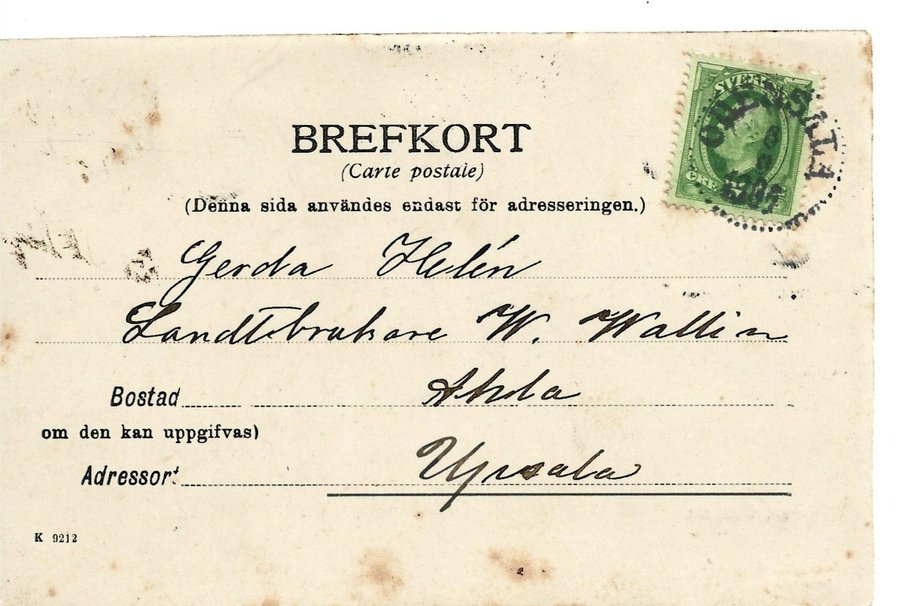 SVERIGE
BREFKORT
(Carte postale)
(Denna sida användes endast för adresseringen.)
Gerda Helén
Landtbrukare W. Wallin
Bostad
om den kan uppgifvas)
Adressort
Upsala
K 9212